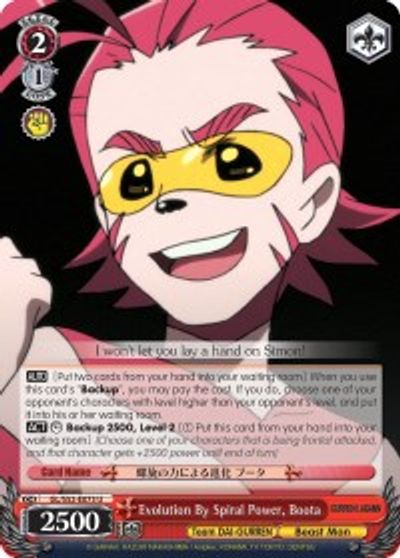 2
1
I won't let you lay a hand on Simon!
AUTO [Put two cards from your hand into your waiting room] When you use
this card's "Backup", you may pay the cost. If you do, choose one of your
opponent's characters with level higher than your opponent's level, and put
it into his or her waiting room.
ACT Backup 2500, Level 2 [① Put this card from your hand into your
waiting room] (Choose one of your characters that is being frontal attacked,
and that character gets +2500 power until end of turn)
Card Name 螺旋の力による進化 ブータ
Evolution By Spiral Power, Boota
GURREN LAGANN
2500
Team DAI-GURREN
Beast Man